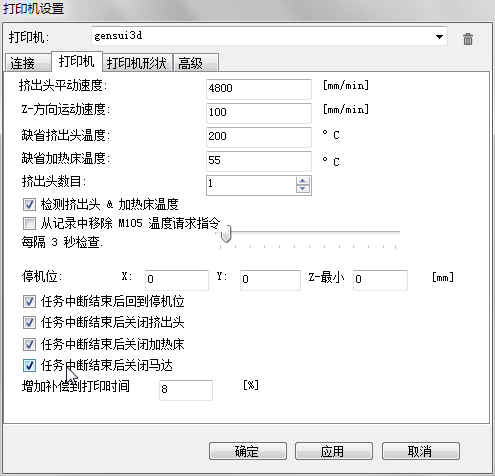 打印机设置
打印机: gensui3d
连接 打印机 打印机形状 高级
挤出头平动速度: 4800 [mm/min]
Z-方向运动速度: 100 [mm/min]
缺省挤出头温度: 200 ° C
缺省加热床温度: 55 ° C
挤出头数目: 1
检测挤出头 & 加热床温度
从记录中移除 M105 温度请求指令
每隔 3 秒检查.
停机位: X: 0 Y: 0 Z-最小 0 [mm]
任务中断结束后回到停机位
任务中断结束后关闭挤出头
任务中断结束后关闭加热床
任务中断结束后关闭马达
增加补偿到打印时间 8 [%]
确定 应用 取消